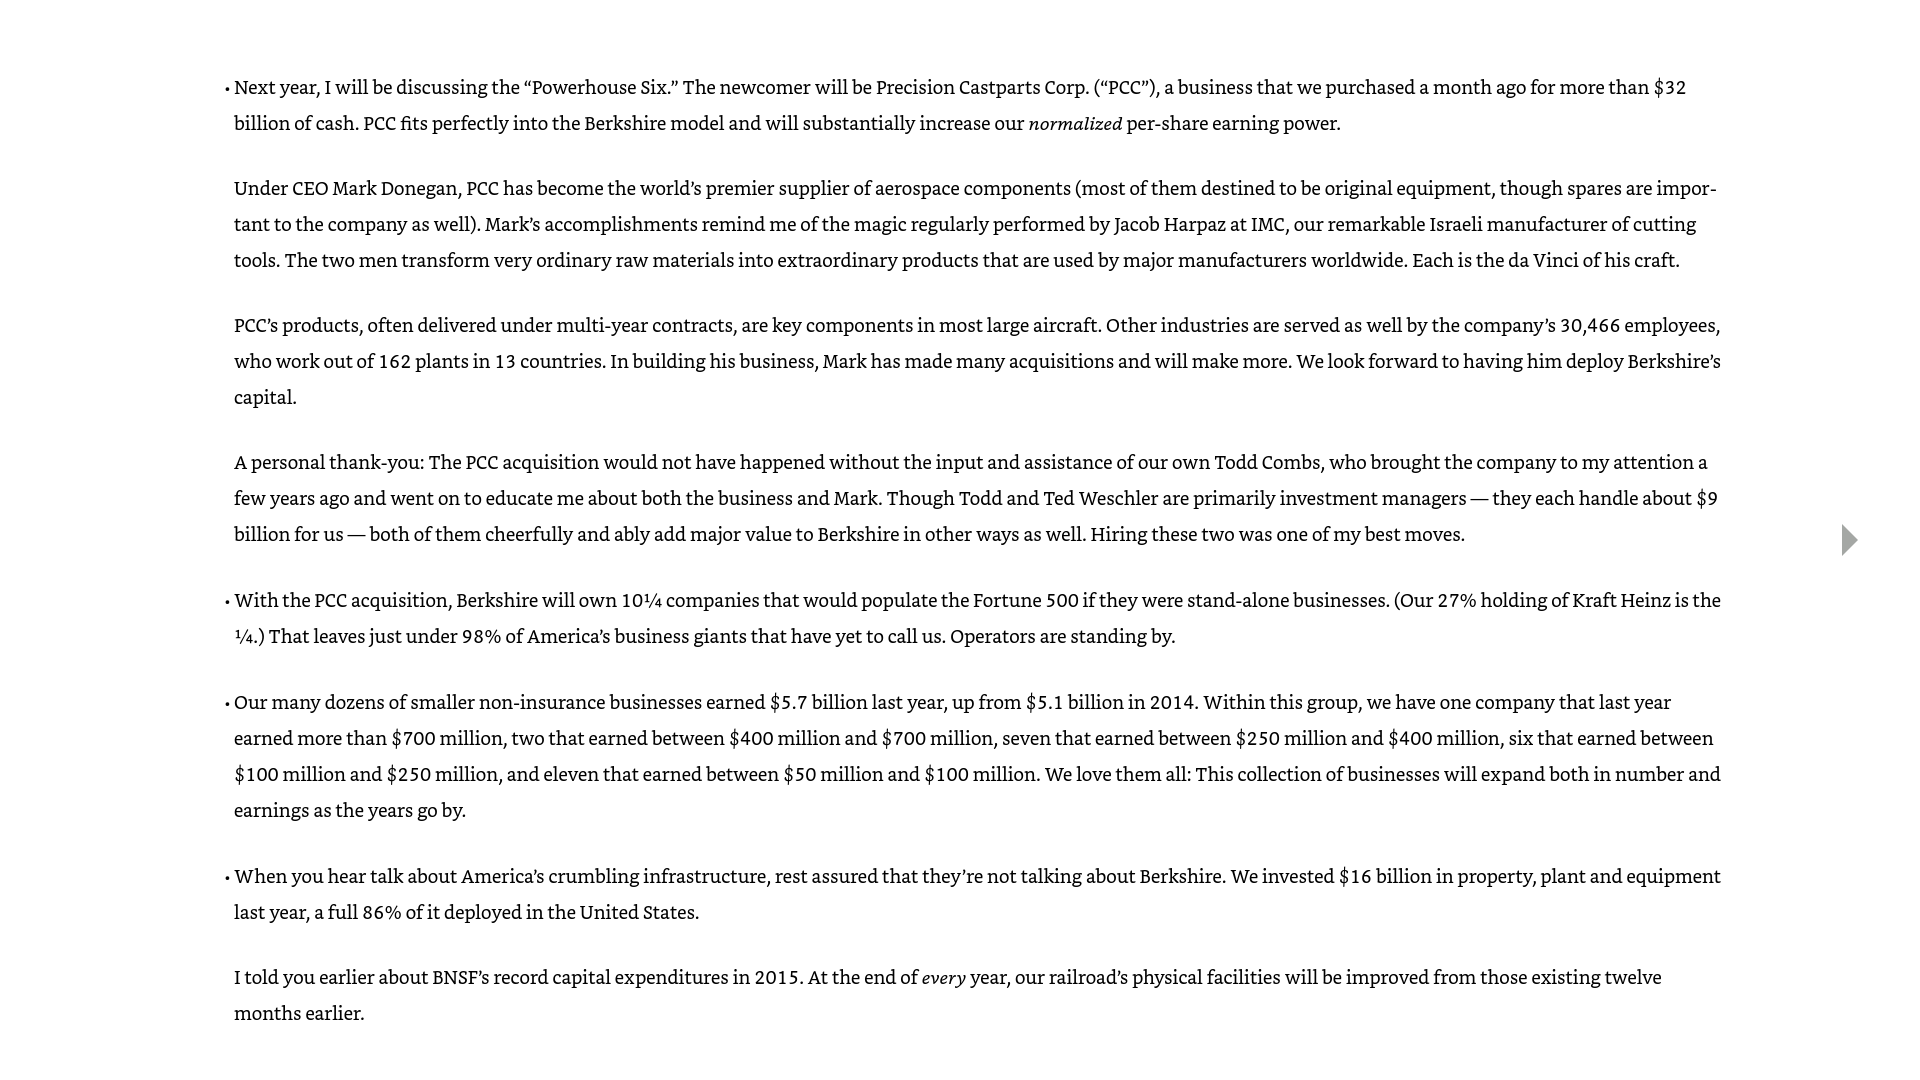 • Next year, I will be discussing the “Powerhouse Six.” The newcomer will be Precision Castparts Corp. (“PCC”), a business that we purchased a month ago for more than $32
billion of cash. PCC fits perfectly into the Berkshire model and will substantially increase our normalized per-share earning power.
Under CEO Mark Donegan, PCC has become the world’s premier supplier of aerospace components (most of them destined to be original equipment, though spares are impor-
tant to the company as well). Mark’s accomplishments remind me of the magic regularly performed by Jacob Harpaz at IMC, our remarkable Israeli manufacturer of cutting
tools. The two men transform very ordinary raw materials into extraordinary products that are used by major manufacturers worldwide. Each is the da Vinci of his craft.
PCC’s products, often delivered under multi-year contracts, are key components in most large aircraft. Other industries are served as well by the company’s 30,466 employees,
who work out of 162 plants in 13 countries. In building his business, Mark has made many acquisitions and will make more. We look forward to having him deploy Berkshire’s
capital.
A personal thank-you: The PCC acquisition would not have happened without the input and assistance of our own Todd Combs, who brought the company to my attention a
few years ago and went on to educate me about both the business and Mark. Though Todd and Ted Weschler are primarily investment managers — they each handle about $9
billion for us — both of them cheerfully and ably add major value to Berkshire in other ways as well. Hiring these two was one of my best moves.
• With the PCC acquisition, Berkshire will own 10¼ companies that would populate the Fortune 500 if they were stand-alone businesses. (Our 27% holding of Kraft Heinz is the
¼.) That leaves just under 98% of America’s business giants that have yet to call us. Operators are standing by.
• Our many dozens of smaller non-insurance businesses earned $5.7 billion last year, up from $5.1 billion in 2014. Within this group, we have one company that last year
earned more than $700 million, two that earned between $400 million and $700 million, seven that earned between $250 million and $400 million, six that earned between
$100 million and $250 million, and eleven that earned between $50 million and $100 million. We love them all: This collection of businesses will expand both in number and
earnings as the years go by.
• When you hear talk about America’s crumbling infrastructure, rest assured that they’re not talking about Berkshire. We invested $16 billion in property, plant and equipment
last year, a full 86% of it deployed in the United States.
I told you earlier about BNSF’s record capital expenditures in 2015. At the end of every year, our railroad’s physical facilities will be improved from those existing twelve
months earlier.